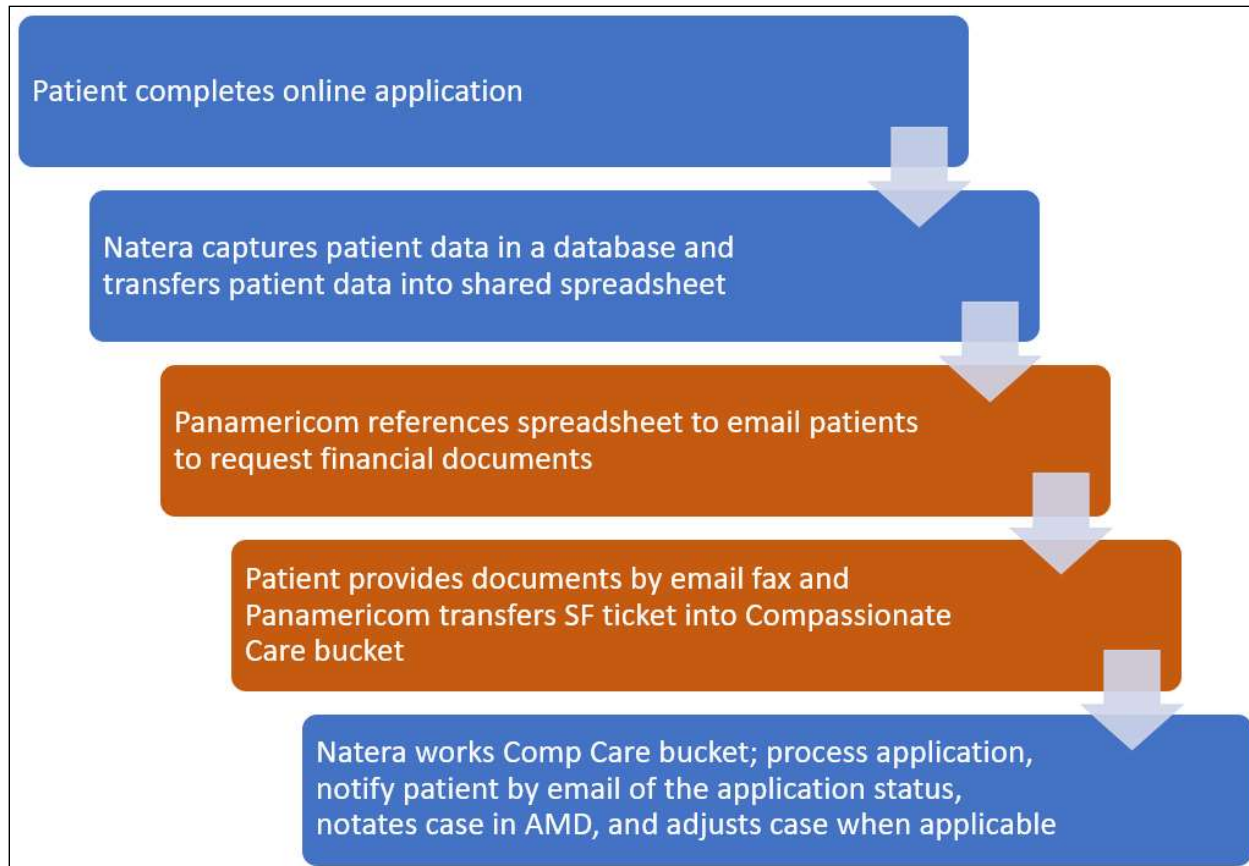 Patient completes online application
Natera captures patient data in a database and
transfers patient data into shared spreadsheet
Panamericom references spreadsheet to email patients
to request financial documents
Patient provides documents by email fax and
Panamericom transfers SF ticket into Compassionate
Care bucket
Natera works Comp Care bucket; process application,
notify patient by email of the application status,
notates case in AMD, and adjusts case when applicable